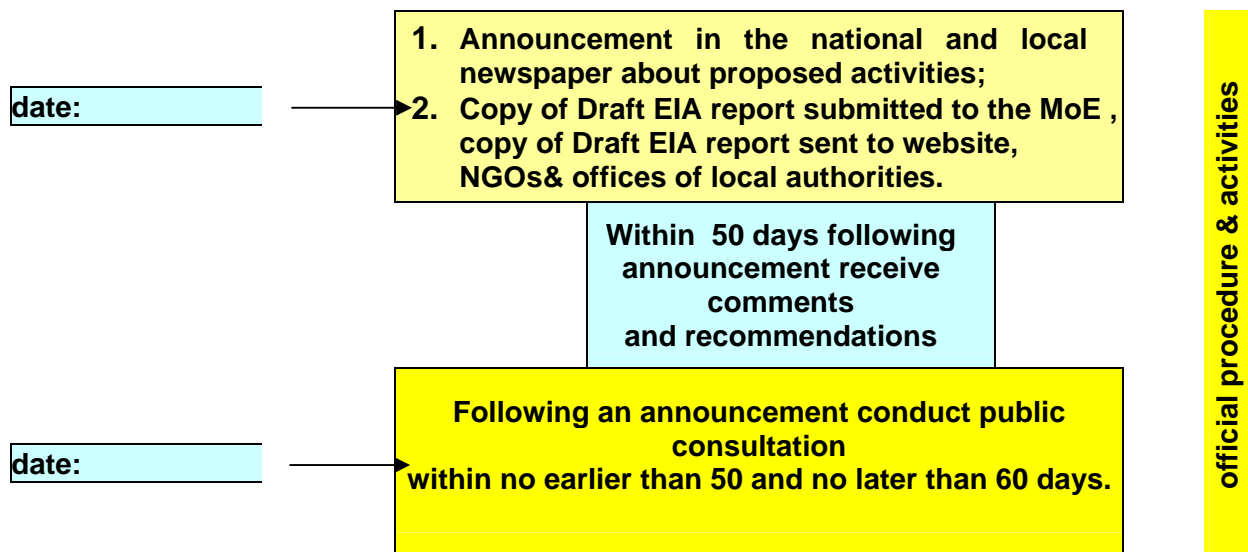 1. Announcement in the national and local
newspaper about proposed activities;
date:
2. Copy of Draft EIA report submitted to the MoE ,
copy of Draft EIA report sent to website,
NGOs& offices of local authorities.
Within 50 days following
announcement receive
comments
and recommendations
Following an announcement conduct public
consultation
date:
within no earlier than 50 and no later than 60 days.
official procedure & activities